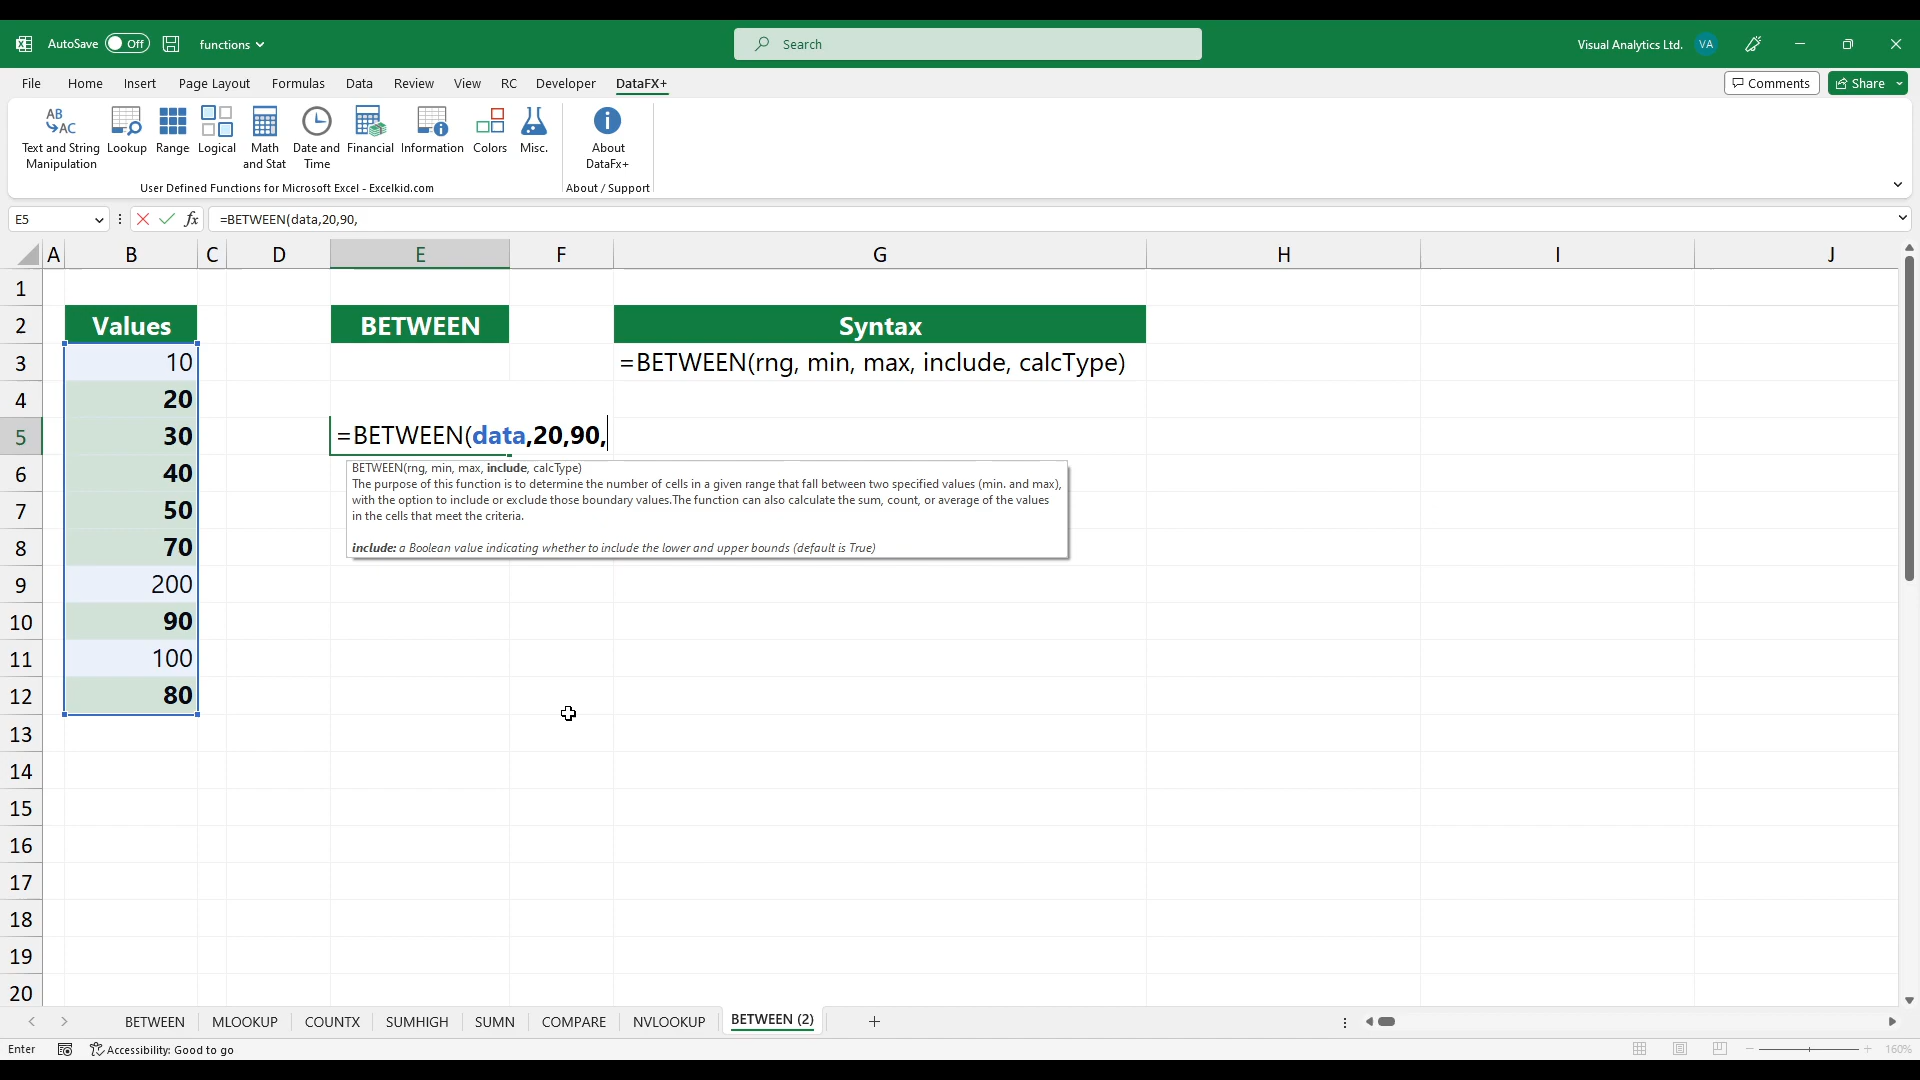 AutoSave Off functions Search Visual Analytics Ltd. VA
File Home Insert Page Layout Formulas Data Review View RC Developer DataFX+ Comments Share
AB
AC
Text and String
Manipulation
Lookup
Range
Logical
Math
and Stat
Date and
Time
Financial
Information
Colors
Misc.
About
DataFx+
User Defined Functions for Microsoft Excel - Excelkid.com
About / Support
E5 fx =BETWEEN(data,20,90,
A B C D E F G H I J
1
2 Values BETWEEN Syntax
3 10 =BETWEEN(rng, min, max, include, calcType)
4 20
5 30 =BETWEEN(data,20,90,
BETWEEN(rng, min, max, include, calcType)
The purpose of this function is to determine the number of cells in a given range that fall between two specified values (min. and max),
with the option to include or exclude those boundary values.The function can also calculate the sum, count, or average of the values
in the cells that meet the criteria.
include: a Boolean value indicating whether to include the lower and upper bounds (default is True)
6 40
7 50
8 70
9 200
10 90
11 100
12 80
13
14
15
16
17
18
19
20
BETWEEN MLOOKUP COUNTX SUMHIGH SUMN COMPARE NVLOOKUP BETWEEN (2)
Enter Accessibility: Good to go 160%